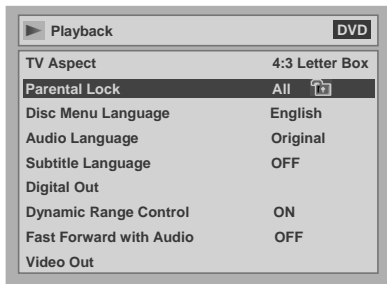 Playback DVD
TV Aspect 4:3 Letter Box
Parental Lock All
Disc Menu Language English
Audio Language Original
Subtitle Language OFF
Digital Out
Dynamic Range Control ON
Fast Forward with Audio OFF
Video Out